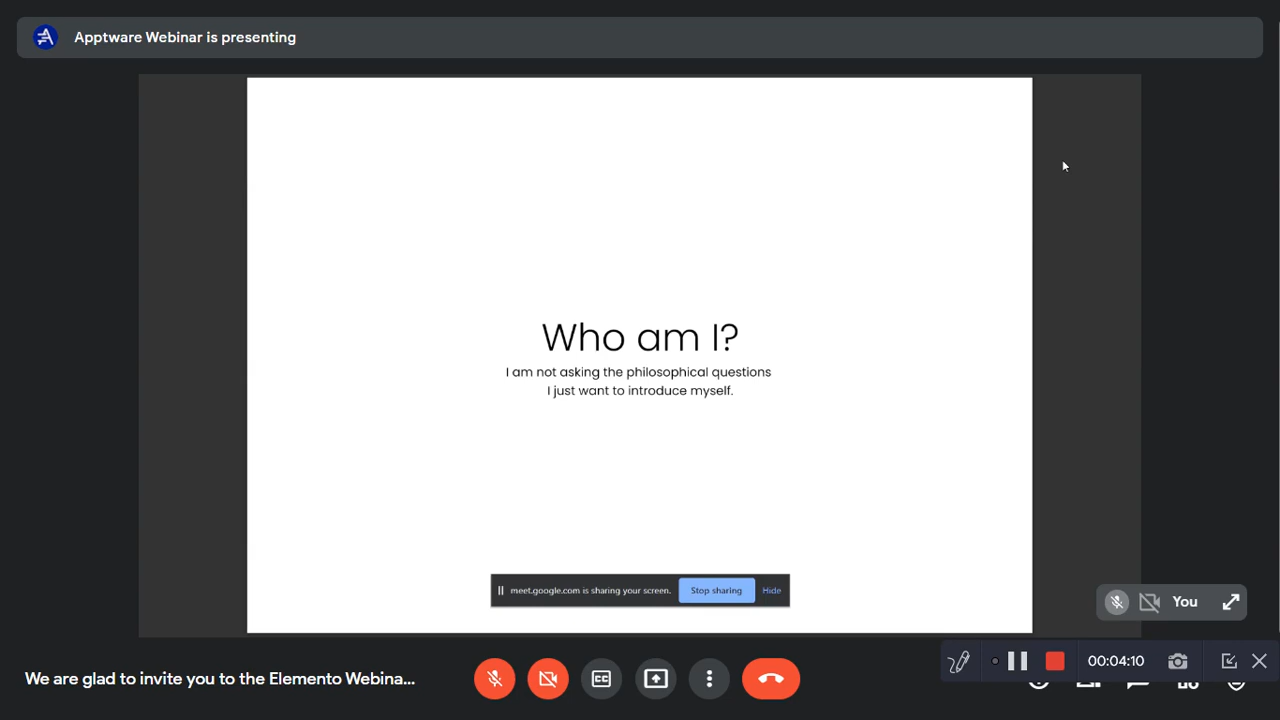 Apptware Webinar is presenting
Who am I?
I am not asking the philosophical questions
I just want to introduce myself.
meet.google.com is sharing your screen. Stop sharing Hide
You
00:04:10
We are glad to invite you to the Elemento Webina...
CC